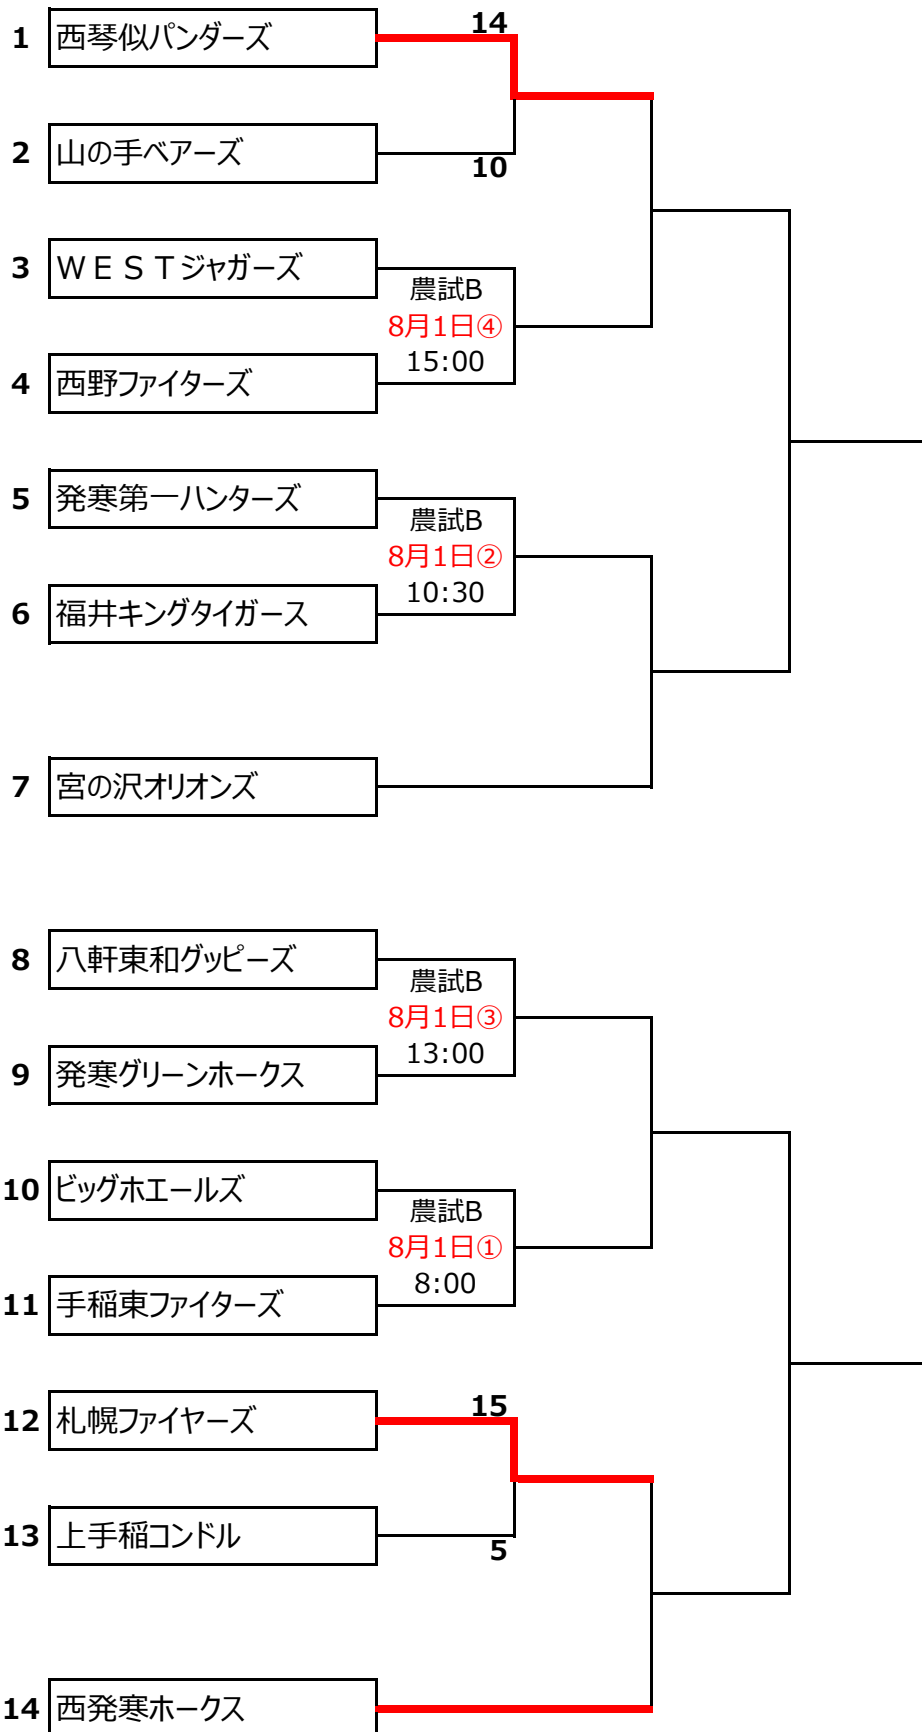 14
1 西琴似パンダーズ
2 山の手ベアーズ
10
3 ＷＥＳＴジャガーズ
農試B
8月1日④
15:00
4 西野ファイターズ
5 発寒第一ハンターズ
農試B
8月1日②
10:30
6 福井キングタイガース
7 宮の沢オリオンズ
8 八軒東和グッピーズ
農試B
8月1日③
13:00
9 発寒グリーンホークス
10 ビッグホエールズ
農試B
8月1日①
8:00
11 手稲東ファイターズ
15
12 札幌ファイヤーズ
13 上手稲コンドル
5
14 西発寒ホークス